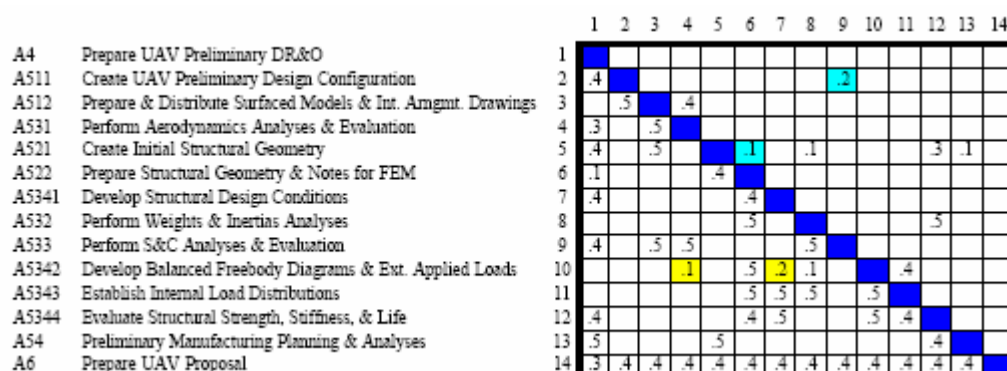 1 2 3 4 5 6 7 8 9 10 11 12 13 14
A4 Prepare UAV Preliminary DR&O 1
A511 Create UAV Preliminary Design Configuration 2 .4 .2
A512 Prepare & Distribute Surfaced Models & Int. Arngmt. Drawings 3 .5 .4
A531 Perform Aerodynamics Analyses & Evaluation 4 .3 .5
A521 Create Initial Structural Geometry 5 .4 .5 .1 .1 .3 .1
A522 Prepare Structural Geometry & Notes for FEM 6 .1 .4
A5341 Develop Structural Design Conditions 7 .4 .4
A532 Perform Weights & Inertias Analyses 8 .5 .5
A533 Perform S&C Analyses & Evaluation 9 .4 .5 .5 .5
A5342 Develop Balanced Freebody Diagrams & Ext. Applied Loads 10 .1 .5 .2 .1 .4
A5343 Establish Internal Load Distributions 11 .5 .5 .5 .5
A5344 Evaluate Structural Strength, Stiffness, & Life 12 .4 .4 .5 .5 .4
A54 Preliminary Manufacturing Planning & Analyses 13 .5 .5 .4
A6 Prepare UAV Proposal 14 .3 .4 .4 .4 .4 .4 .4 .4 .4 .4 .4 .4 .4